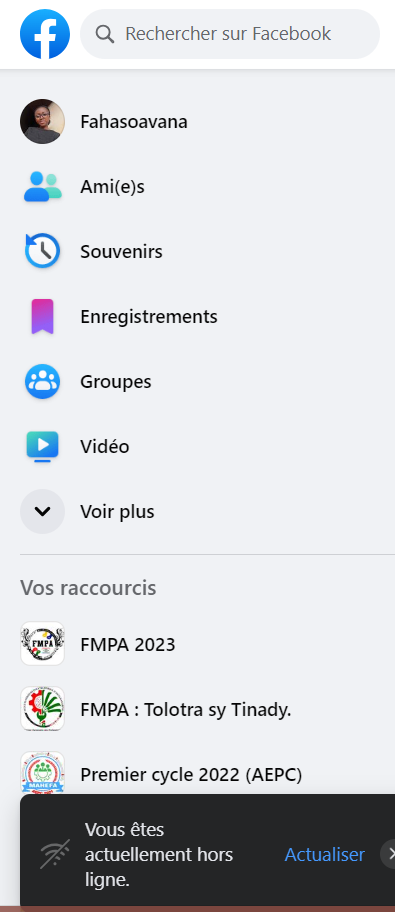 Rechercher sur Facebook
Fahasoavana
Ami(e)s
Souvenirs
Enregistrements
Groupes
Vidéo
Voir plus
Vos raccourcis
FMPA
FMPA 2023
FMPA : Tolotra sy Tinady.
MAHEFA
Premier cycle 2022 (AEPC)
Vous êtes
actuellement hors
ligne.
Actualiser